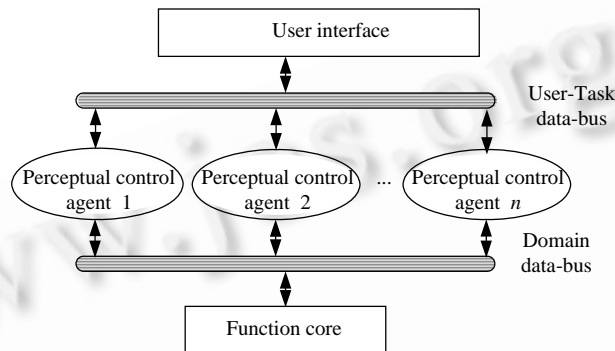 User interface
User-Task
data-bus
Perceptual control
agent 1
Perceptual control
agent 2
...
Perceptual control
agent n
Domain
data-bus
Function core